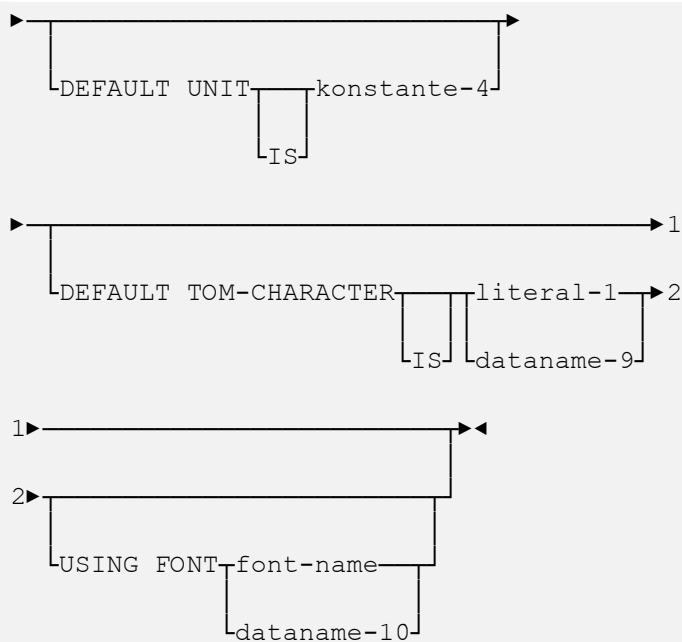 DEFAULT UNIT konstante-4
IS
1
DEFAULT TOM-CHARACTER literal-1 2
IS dataname-9
1
2
USING FONT font-name
dataname-10